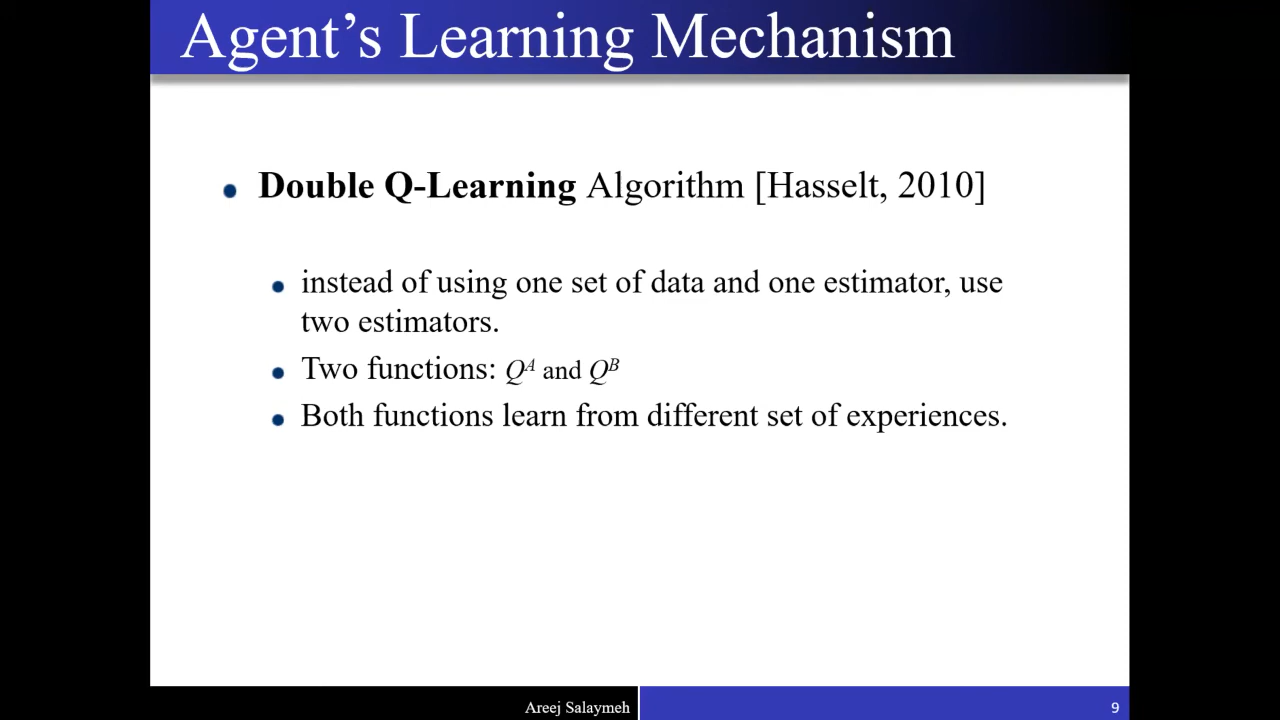 Agent’s Learning Mechanism
Double Q-Learning Algorithm [Hasselt, 2010]
instead of using one set of data and one estimator, use
two estimators.
Two functions: Q^A and Q^B
Both functions learn from different set of experiences.
Areej Salaymeh
9